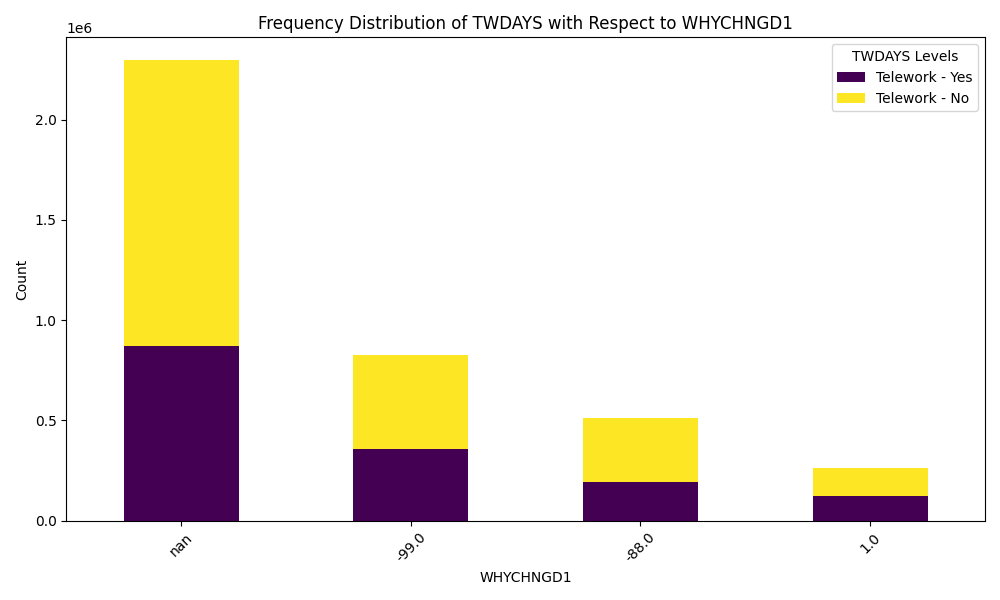 Frequency Distribution of TWDAYS with Respect to WHYCHNGD1
1e6
TWDAYS Levels
Telework - Yes
Telework - No
2.0
1.5
1.0
0.5
0.0
Count
nan
-99.0
-88.0
1.0
WHYCHNGD1